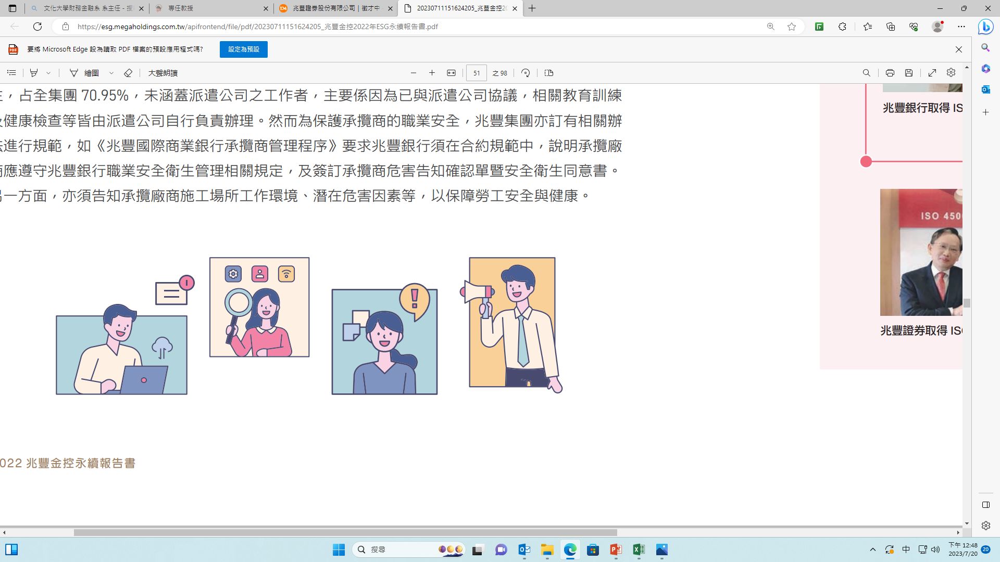 文化大學財務金融系 系主任 - 搜
專任教授
兆豐證券股份有限公司｜徵才中
20230711151624205_兆豐金控20
https://esg.megaholdings.com.tw/apifrontend/file/pdf/20230711151624205_兆豐金控2022年ESG永續報告書.pdf
要將 Microsoft Edge 設為讀取 PDF 檔案的預設應用程式嗎?
設定為預設
繪圖
大聲朗讀
51
之 98
，占全集團 70.95%，未涵蓋派遣公司之工作者，主要係因為已與派遣公司協議，相關教育訓練
健康檢查等皆由派遣公司自行負責辦理。然而為保護承攬商的職業安全，兆豐集團亦訂有相關辦
進行規範，如《兆豐國際商業銀行承攬商管理程序》要求兆豐銀行須在合約規範中，說明承攬廠
應遵守兆豐銀行職業安全衛生管理相關規定，及簽訂承攬商危害告知確認單暨安全衛生同意書。
一方面，亦須告知承攬廠商施工場所工作環境、潛在危害因素等，以保障勞工安全與健康。
兆豐銀行取得 IS
ISO 450
兆豐證券取得 IS
022 兆豐金控永續報告書
搜尋
中
下午 12:48
2023/7/20
20